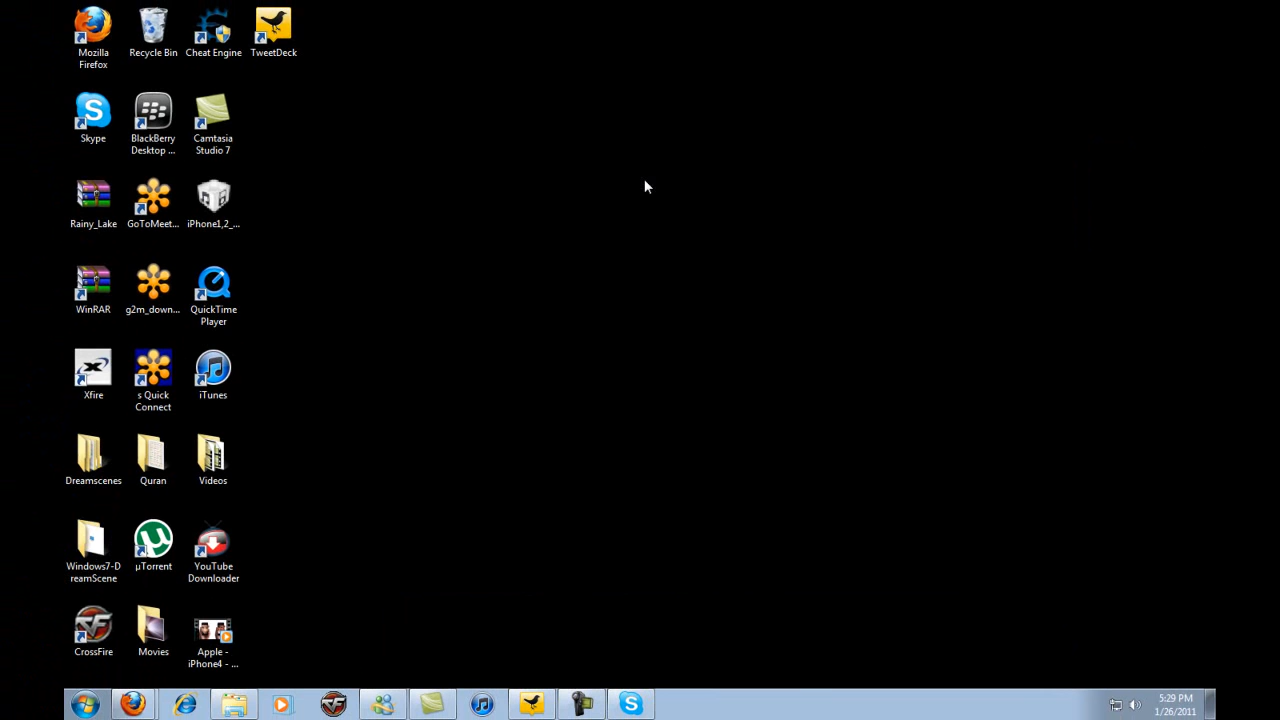 Mozilla
Firefox
Recycle Bin
Cheat Engine
TweetDeck
Skype
BlackBerry
Desktop ...
Camtasia
Studio 7
Rainy_Lake
GoToMeet...
iPhone1,2_...
WinRAR
g2m_down...
QuickTime
Player
Xfire
s Quick
Connect
iTunes
Dreamscenes
Quran
Videos
Windows7-D
reamScene
µTorrent
YouTube
Downloader
CrossFire
Movies
Apple -
iPhone4 - ...
5:29 PM
1/26/2011